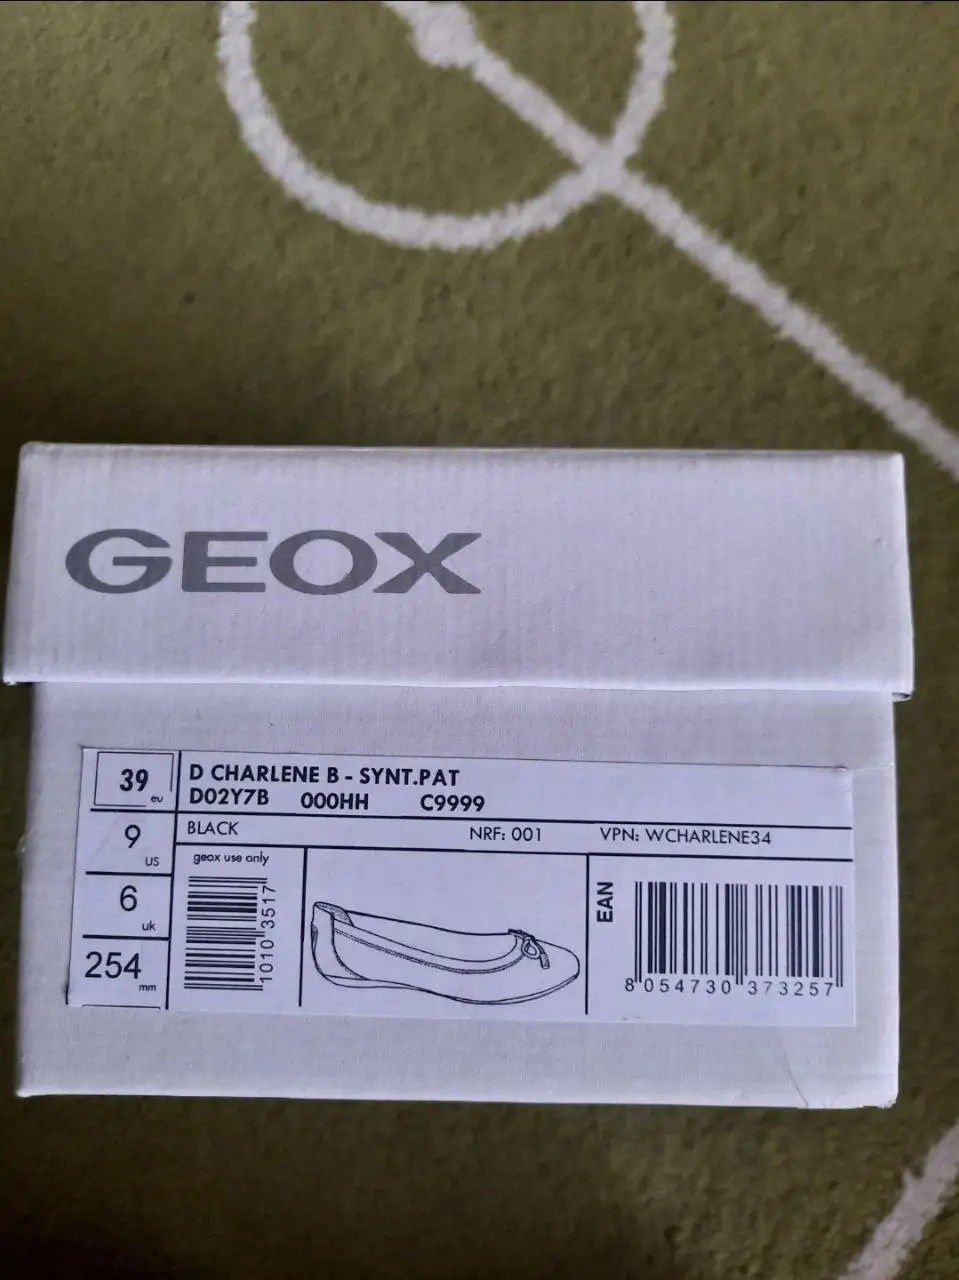 GEOX
39 eu
D CHARLENE B - SYNT.PAT
D02Y7B 000HH C9999
9 US
BLACK NRF: 001 VPN: WCHARLENE34
6 uk
254 mm
geox use only
1010 3517
EAN
8 054730 373257